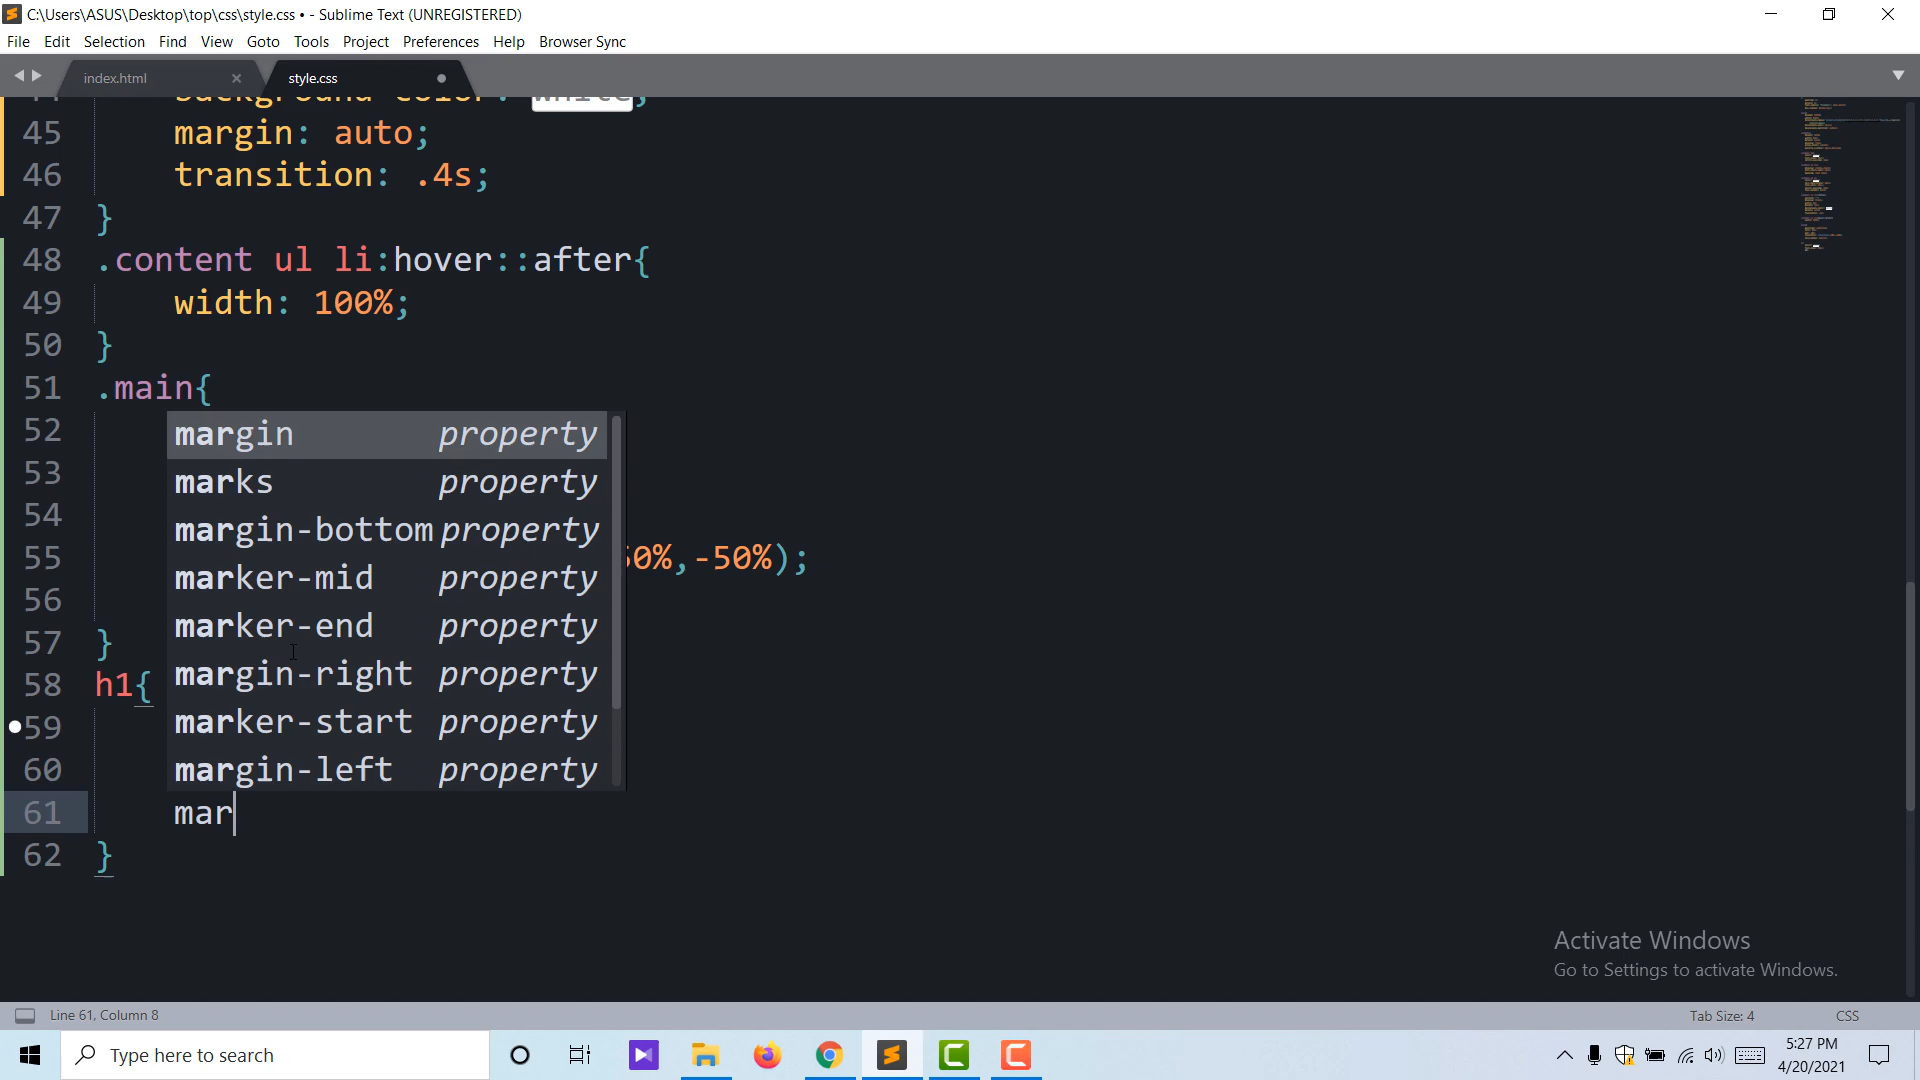 C:\Users\ASUS\Desktop\top\css\style.css • - Sublime Text (UNREGISTERED)
File Edit Selection Find View Goto Tools Project Preferences Help Browser Sync
index.html style.css
44 background-color: white;
45 margin: auto;
46 transition: .4s;
47 }
48 .content ul li:hover::after{
49 width: 100%;
50 }
51 .main{
52
53
54
55 50%,-50%);
56
57 }
58 h1{
59
60
61 mar
62 }
margin property
marks property
margin-bottom property
marker-mid property
marker-end property
margin-right property
marker-start property
margin-left property
Activate Windows
Go to Settings to activate Windows.
Line 61, Column 8 Tab Size: 4 CSS
Type here to search
5:27 PM
4/20/2021